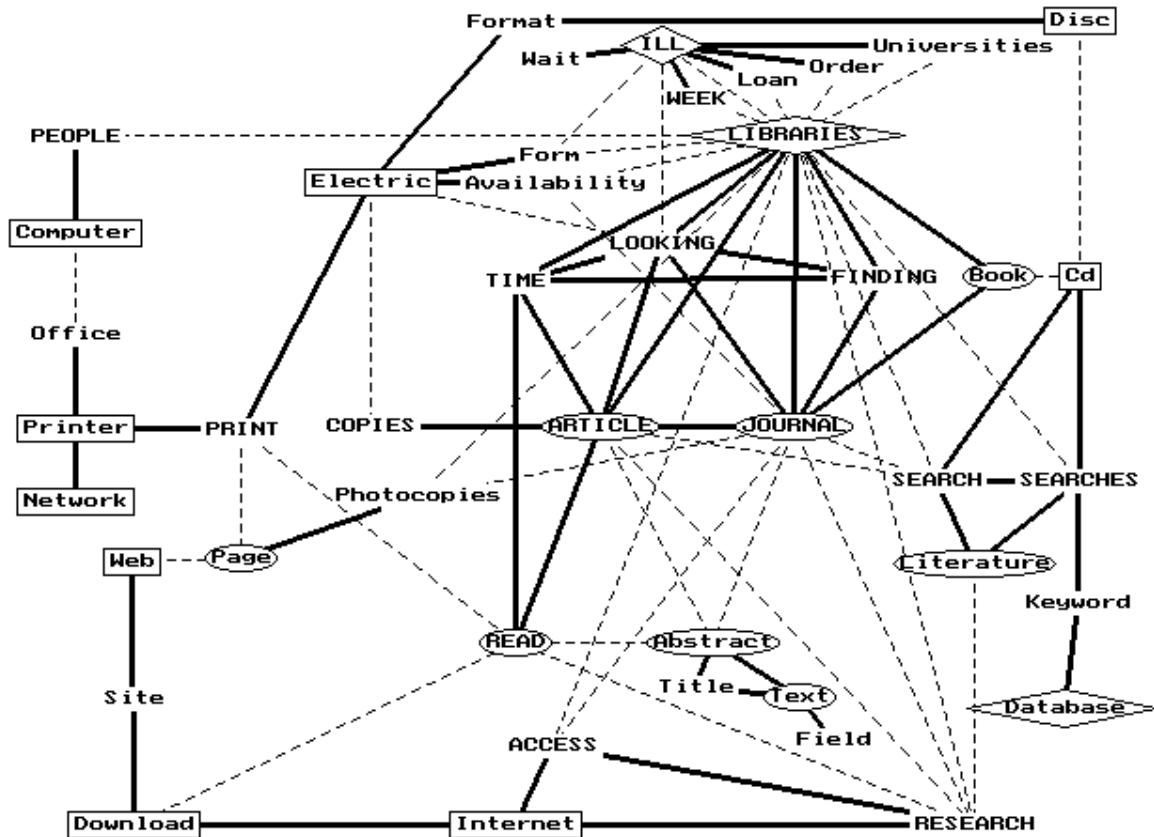 Format
Disc
ILL
Universities
Wait
Order
Loan
WEEK
PEOPLE
LIBRARIES
Form
Electric
Availability
Computer
LOOKING
TIME
FINDING
Book
Cd
Office
Printer
PRINT
COPIES
ARTICLE
JOURNAL
Network
Photocopies
SEARCH
SEARCHES
Web
Page
Literature
Keyword
READ
Abstract
Site
Title
Text
Database
Field
ACCESS
Download
Internet
RESEARCH